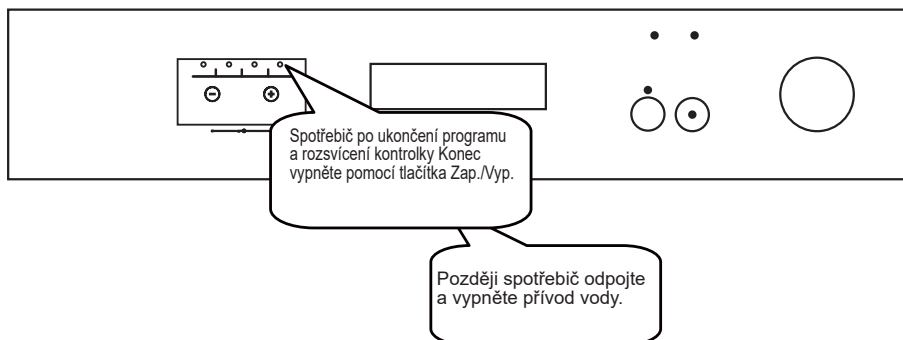 Spotřebič po ukončení programu
a rozsvícení kontrolky Konec
vypněte pomocí tlačítka Zap./Vyp.
Později spotřebič odpojte
a vypněte přívod vody.